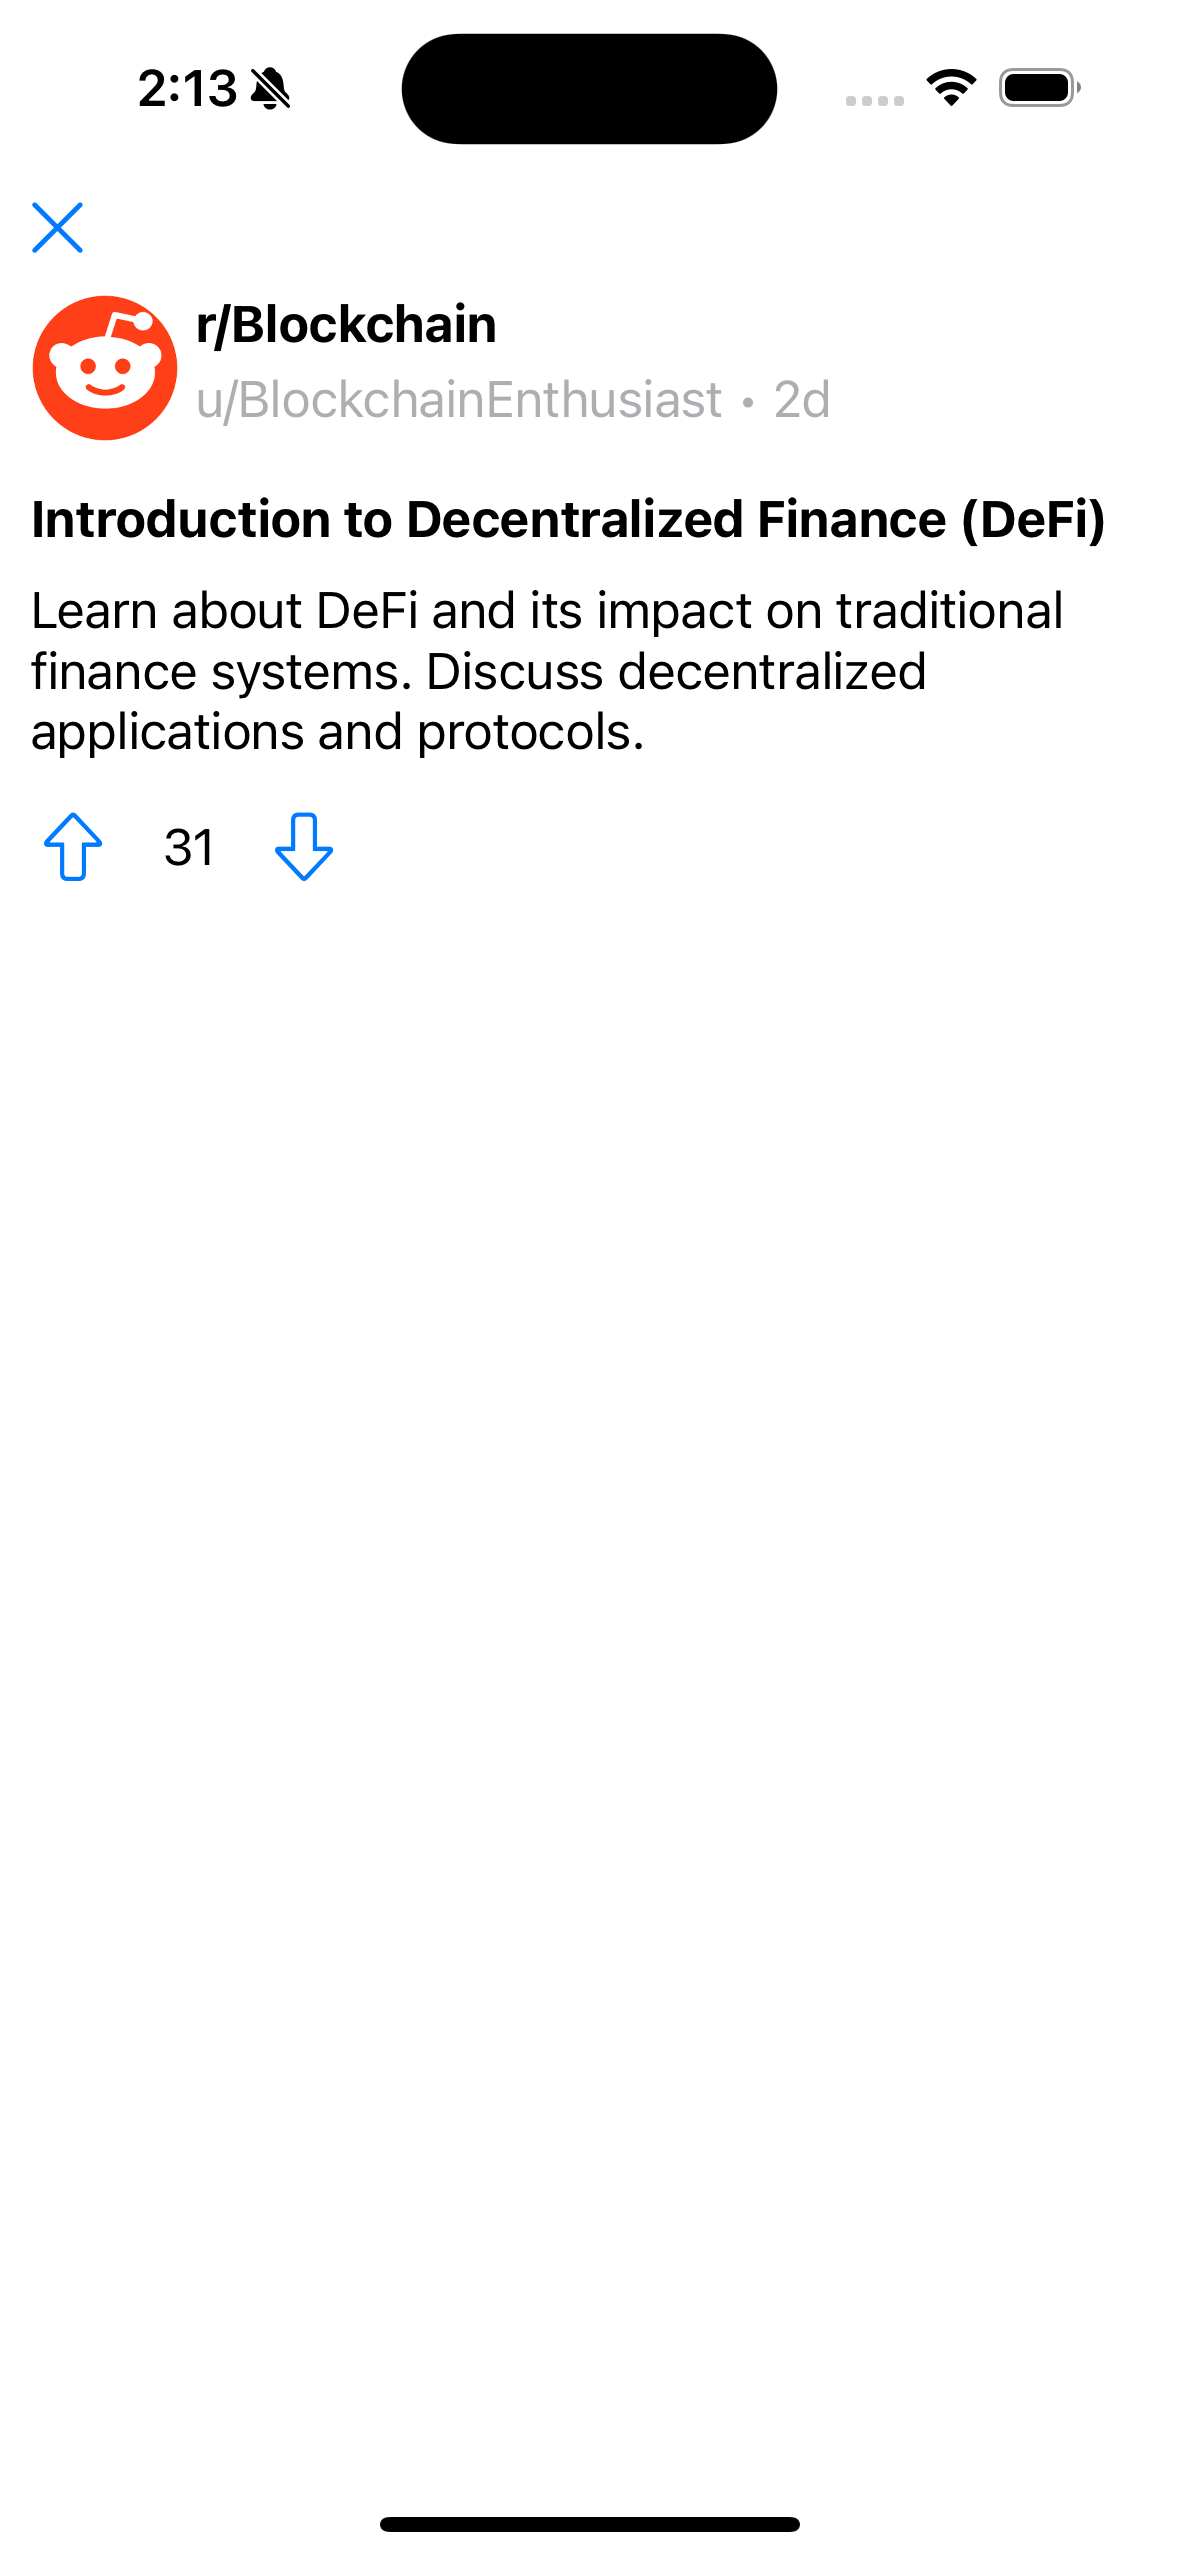 2:13
r/Blockchain
u/BlockchainEnthusiast • 2d
Introduction to Decentralized Finance (DeFi)
Learn about DeFi and its impact on traditional
finance systems. Discuss decentralized
applications and protocols.
31